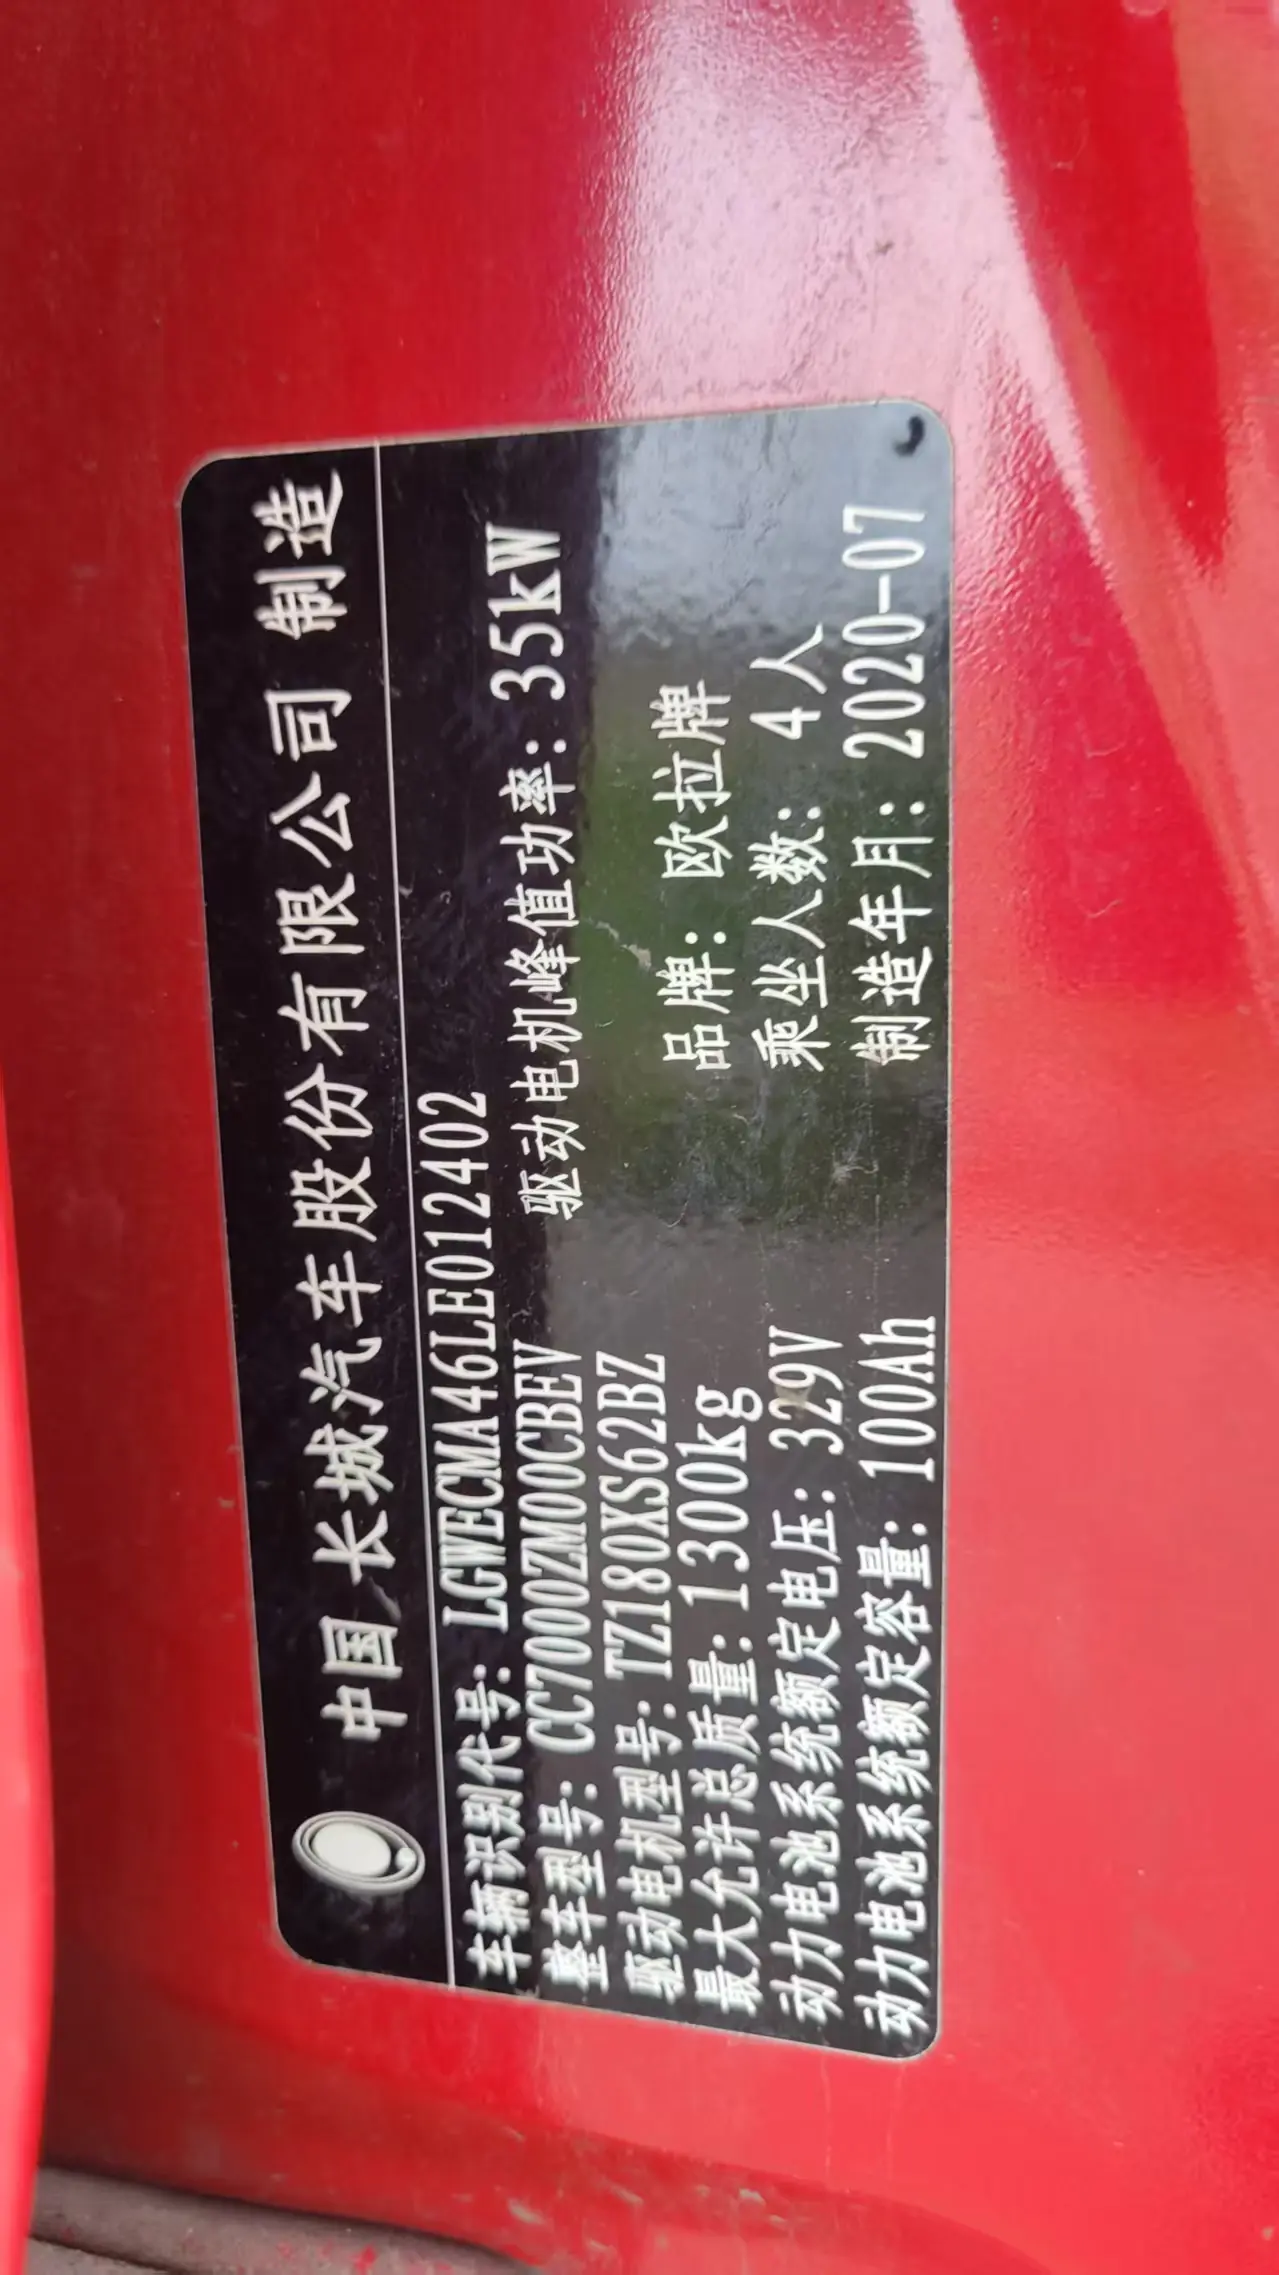 中国 长城汽车股份有限公司 制造
车辆识别代号: LGWECMA46LE012402
整车型号: CC7000ZM00CBEV 驱动电机峰值功率: 35kW
驱动电机型号: TZ180XS62BZ
最大允许总质量: 1300kg 品牌: 欧拉牌
动力电池系统额定电压: 329V 乘坐人数: 4人
动力电池系统额定容量: 100Ah 制造年月: 2020-07